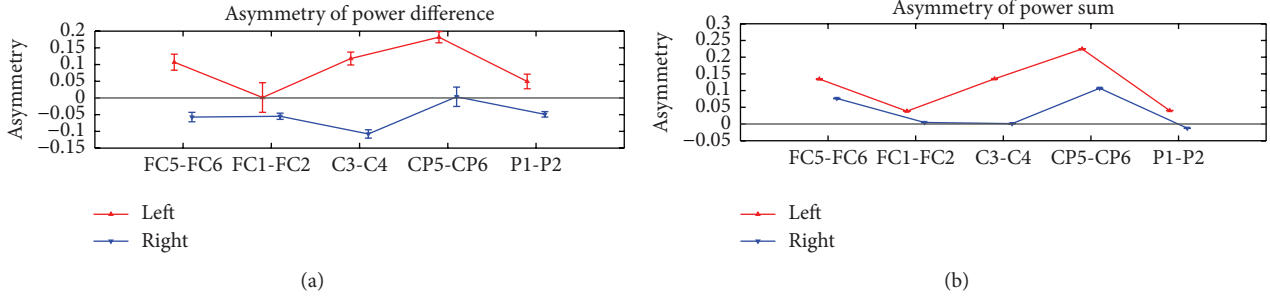 Asymmetry of power difference
Asymmetry
0.2
0.15
0.1
0.05
0
−0.05
−0.1
−0.15
FC5-FC6 FC1-FC2 C3-C4 CP5-CP6 P1-P2
Left
Right
(a)
Asymmetry of power sum
Asymmetry
0.3
0.25
0.2
0.15
0.1
0.05
0
−0.05
FC5-FC6 FC1-FC2 C3-C4 CP5-CP6 P1-P2
Left
Right
(b)